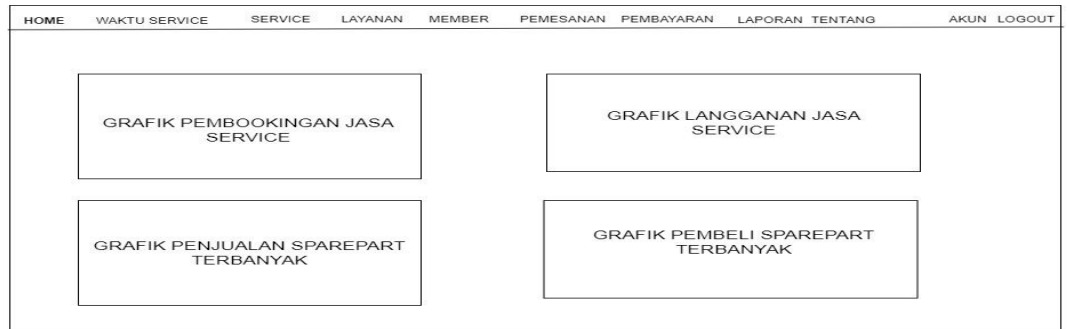 HOME WAKTU SERVICE SERVICE LAYANAN MEMBER PEMESANAN PEMBAYARAN LAPORAN TENTANG AKUN LOGOUT
GRAFIK PEMBOOKINGAN JASA
SERVICE
GRAFIK LANGGANAN JASA
SERVICE
GRAFIK PENJUALAN SPAREPART
TERBANYAK
GRAFIK PEMBELI SPAREPART
TERBANYAK